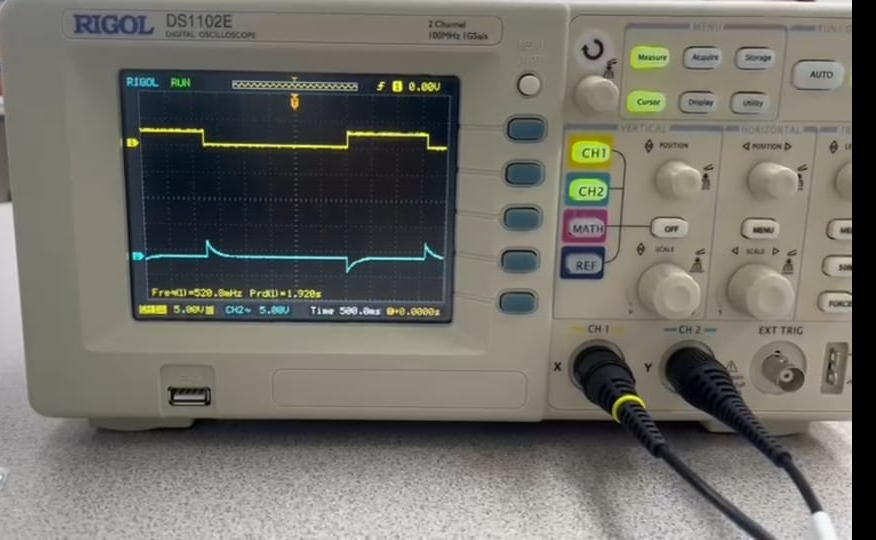 RIGOL DS1102E
DIGITAL OSCILLOSCOPE
2 Channel
100MHz 1GSa/s
RIGOL RUN
0.00V
Freq(1)=520.8mHz Prd(1)=1.920s
5.00V CH2~ 5.00V Time 500.0ms +0.0000s
MENU
Measure Acquire Storage
Cursor Display Utility
AUTO
VERTICAL
HORIZONTAL
CH1
CH2
MATH
REF
POSITION
POSITION
OFF
MENU
SCALE
SCALE
CH 1
CH 2
EXT TRIG
X
Y